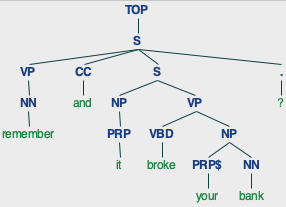 TOP
S
VP CC S .
NN and NP VP ?
remember PRP VBD NP
it broke PRP$ NN
your bank